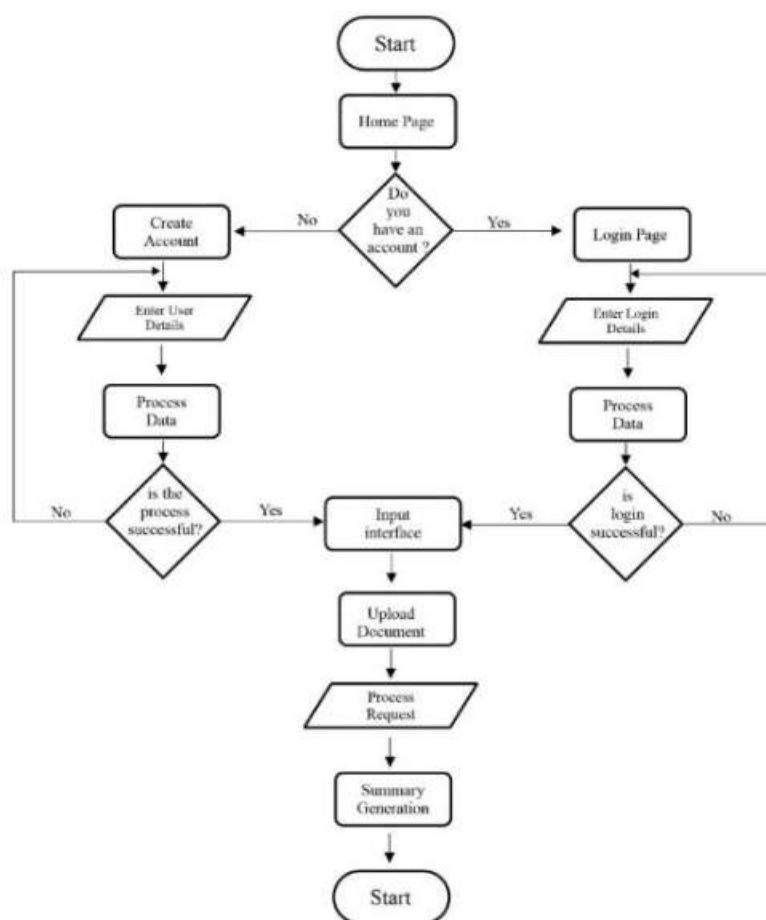 Start
Home Page
Do
you
have an
account ?
No
Yes
Create
Account
Login Page
Enter User
Details
Enter Login
Details
Process
Data
Process
Data
is the
process
successful?
No
Yes
Input
interface
is
login
successful?
Yes
No
Upload
Document
Process
Request
Summary
Generation
Start